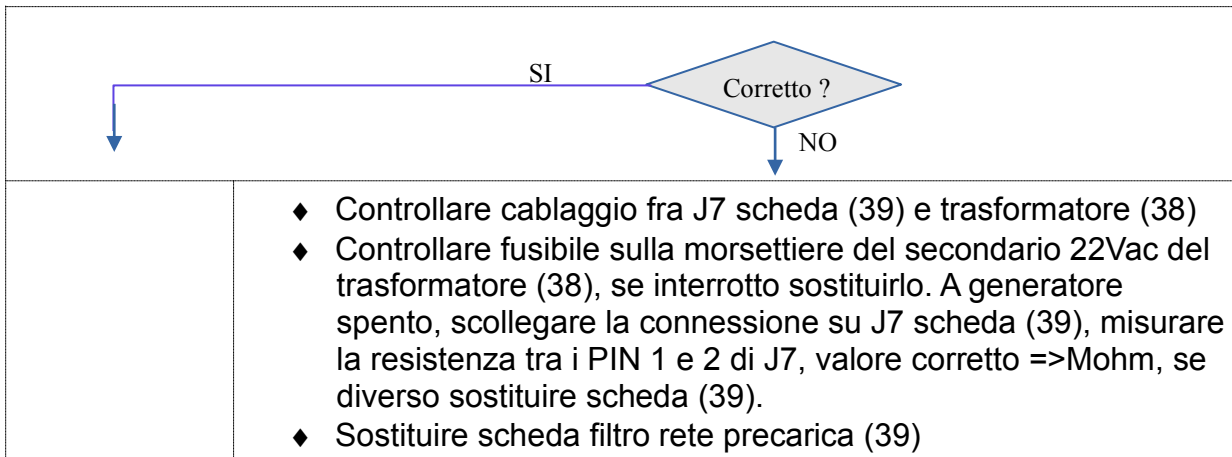 SI
Corretto ?
NO
♦ Controllare cablaggio fra J7 scheda (39) e trasformatore (38)
♦ Controllare fusibile sulla morsettiere del secondario 22Vac del
trasformatore (38), se interrotto sostituirlo. A generatore
spento, scollegare la connessione su J7 scheda (39), misurare
la resistenza tra i PIN 1 e 2 di J7, valore corretto =>Mohm, se
diverso sostituire scheda (39).
♦ Sostituire scheda filtro rete precarica (39)